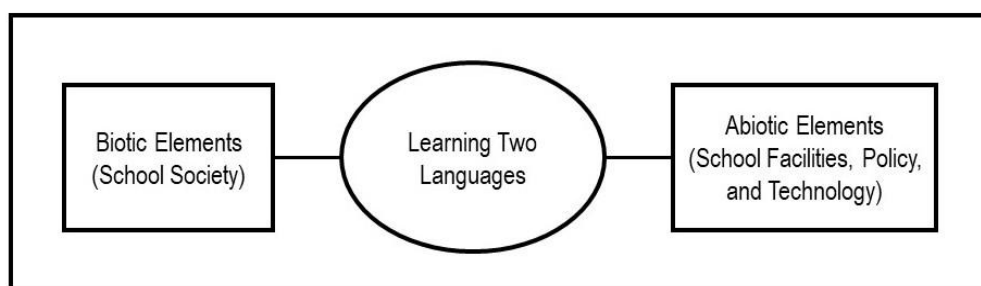 Biotic Elements
(School Society)
Learning Two
Languages
Abiotic Elements
(School Facilities, Policy,
and Technology)